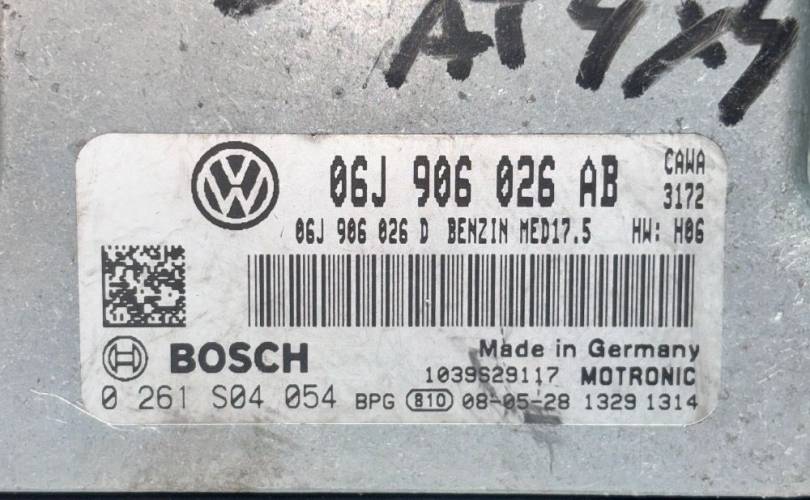 06J 906 026 AB
CAWA
3172
06J 906 026 D BENZIN MED17.5 HW: H06
BOSCH
Made in Germany
1039S29117 MOTRONIC
0 261 S04 054 BPG 810 08-05-28 1329 1314